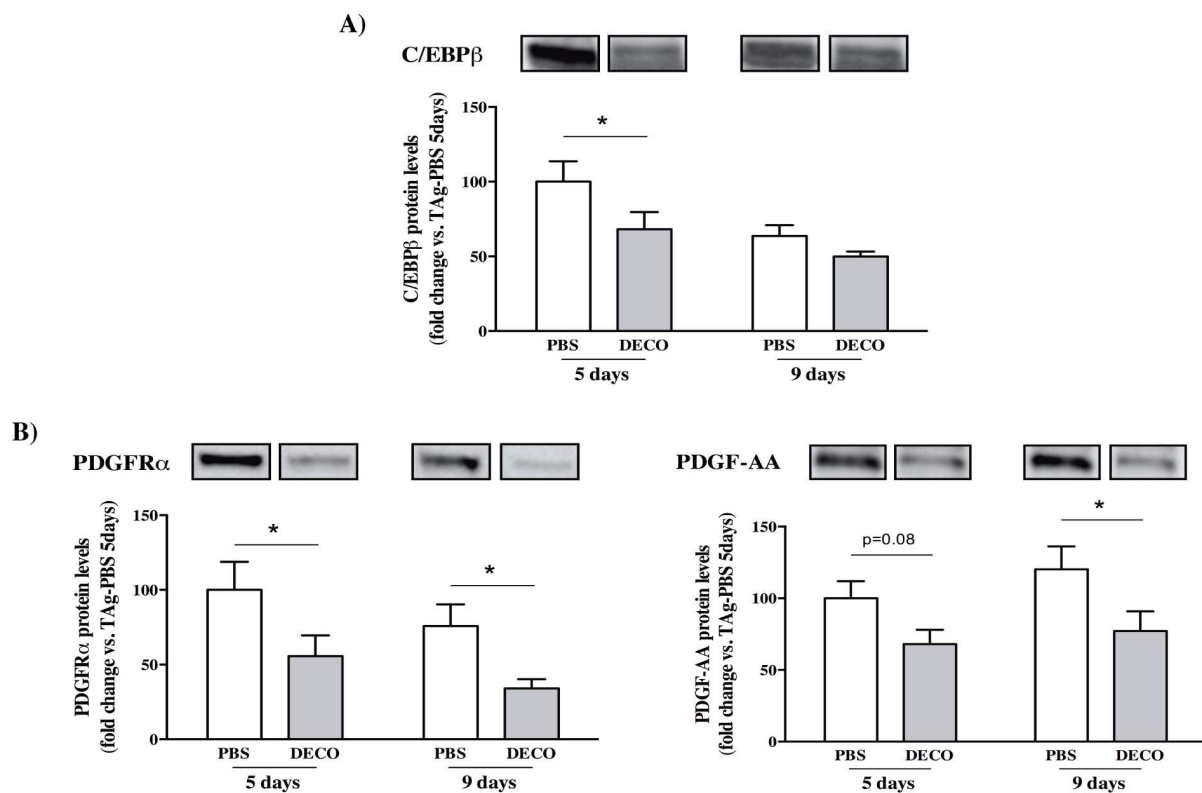 A)
C/EBPβ
C/EBPβ protein levels
(fold change vs. TAg-PBS 5days)
150
100
50
0
*
PBS DECO PBS DECO
5 days 9 days
B)
PDGFRα
PDGFRα protein levels
(fold change vs. TAg-PBS 5days)
150
100
50
0
*
*
PBS DECO PBS DECO
5 days 9 days
PDGF-AA
PDGF-AA protein levels
(fold change vs. TAg-PBS 5days)
150
100
50
0
p=0.08
*
PBS DECO PBS DECO
5 days 9 days